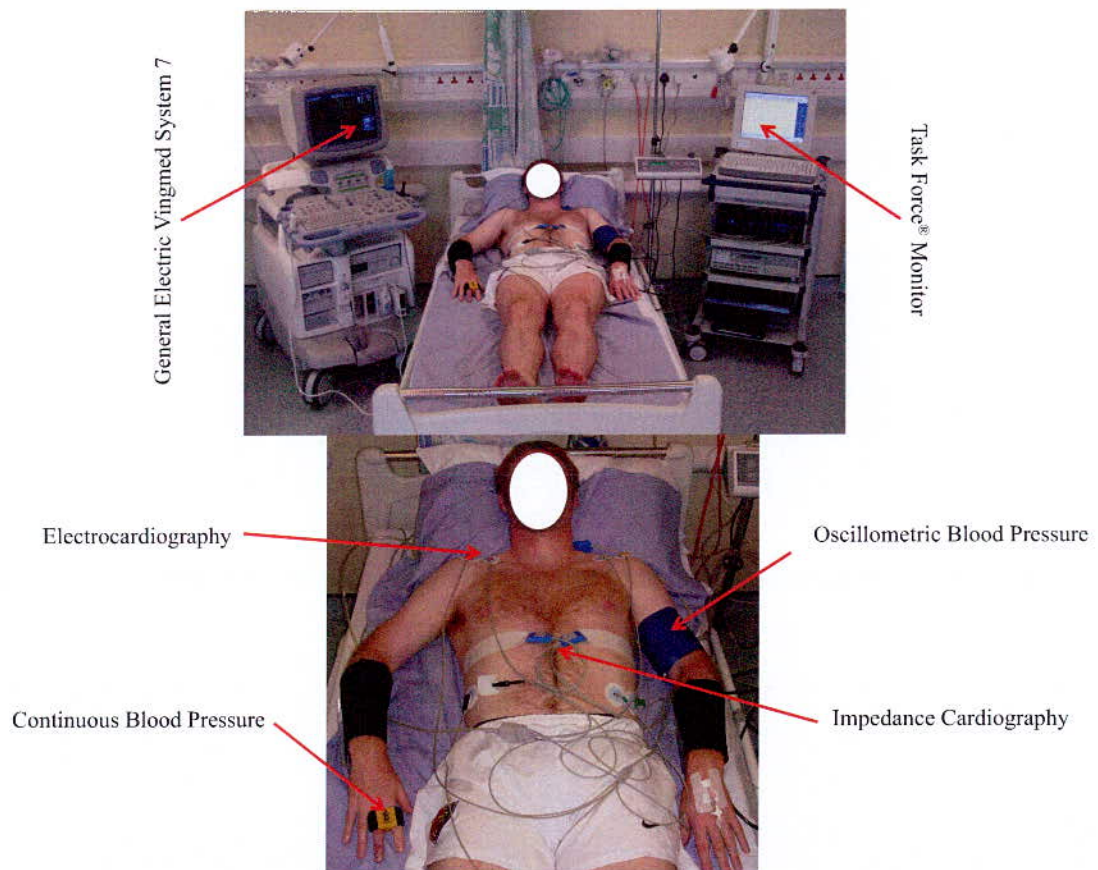 General Electric Vingmed System 7
Task Force® Monitor
Electrocardiography
Oscillometric Blood Pressure
Continuous Blood Pressure
Impedance Cardiography